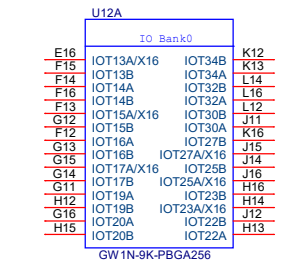 U12A
IO Bank0
E16 IOT13A/X16 IOT34B K12
F15 IOT13B IOT34A K13
F14 IOT14A IOT32B L14
F16 IOT14B IOT32A L16
F13 IOT15A/X16 IOT30B L12
G12 IOT15B IOT30A J11
F12 IOT16A IOT27B K16
G13 IOT16B IOT27A/X16 J15
G15 IOT17A/X16 IOT25B J14
G14 IOT17B IOT25A/X16 J16
G11 IOT19A IOT23B H16
H12 IOT19B IOT23A/X16 H14
G16 IOT20A IOT22B J12
H15 IOT20B IOT22A H13
GW1N-9K-PBGA256